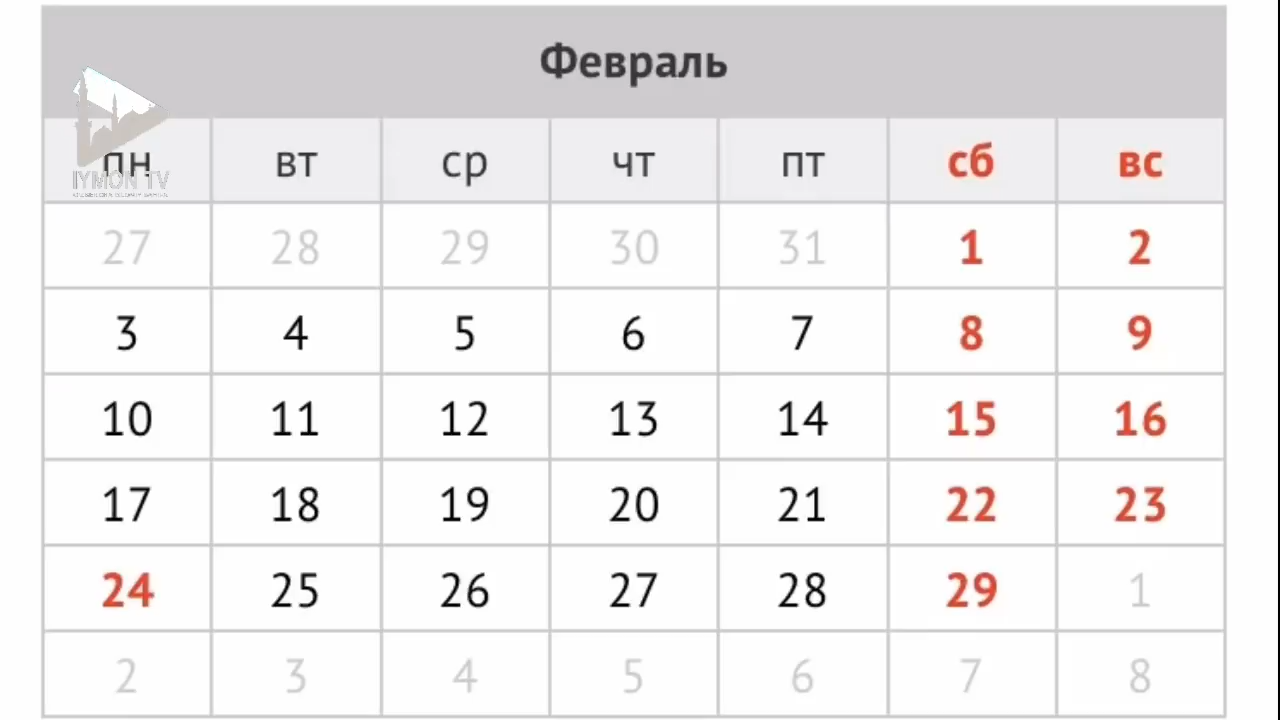 Февраль
пн вт ср чт пт сб вс
IYMON TV
27 28 29 30 31 1 2
3 4 5 6 7 8 9
10 11 12 13 14 15 16
17 18 19 20 21 22 23
24 25 26 27 28 29 1
2 3 4 5 6 7 8